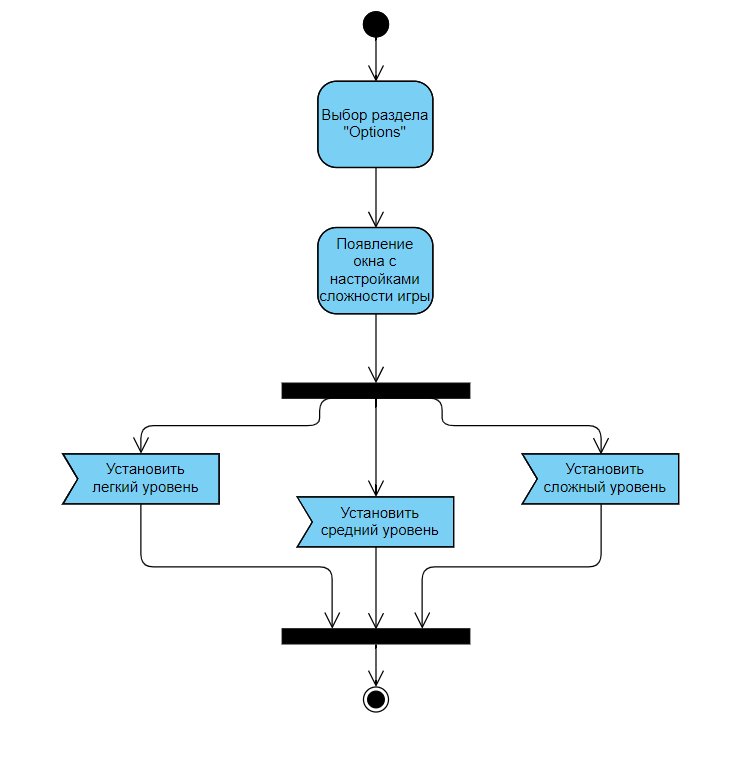 Выбор раздела
"Options"
Появление
окна с
настройками
сложности игры
Установить
легкий уровень
Установить
средний уровень
Установить
сложный уровень